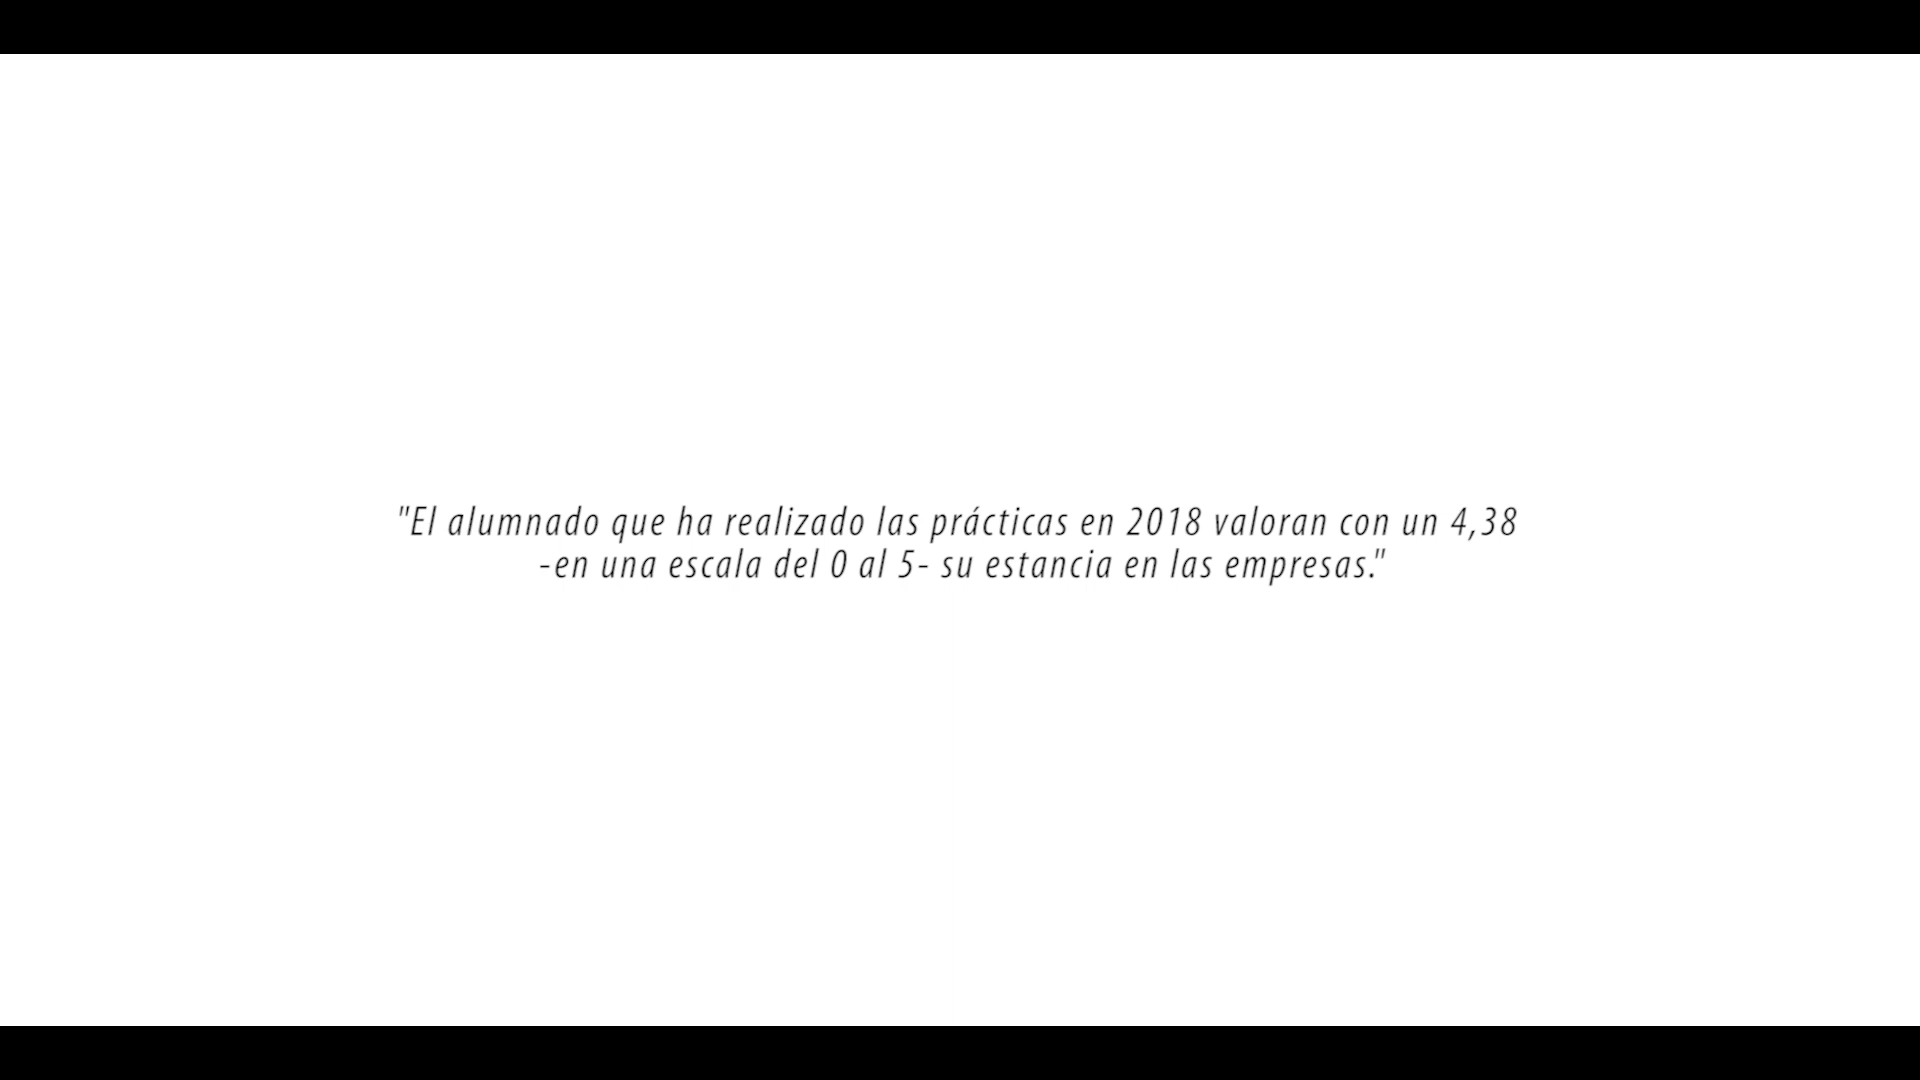 "El alumnado que ha realizado las prácticas en 2018 valoran con un 4,38
-en una escala del 0 al 5- su estancia en las empresas."